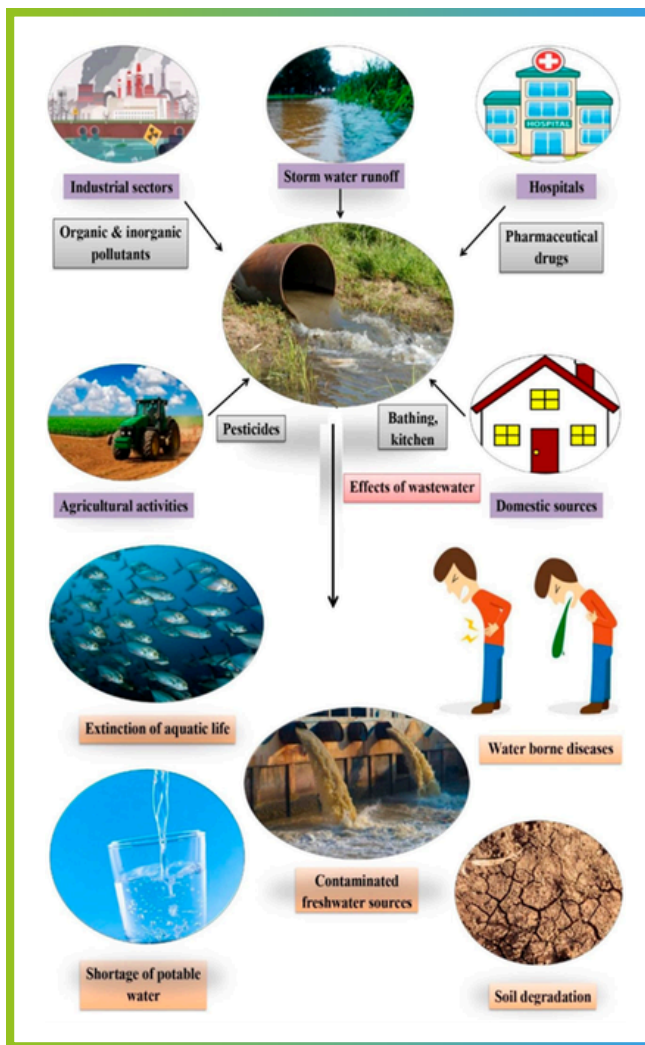 HOSPITAL
Industrial sectors
Storm water runoff
Hospitals
Organic & inorganic
pollutants
Pharmaceutical
drugs
Pesticides
Bathing,
kitchen
Agricultural activities
Effects of wastewater
Domestic sources
Extinction of aquatic life
Water borne diseases
Contaminated
freshwater sources
Shortage of potable
water
Soil degradation